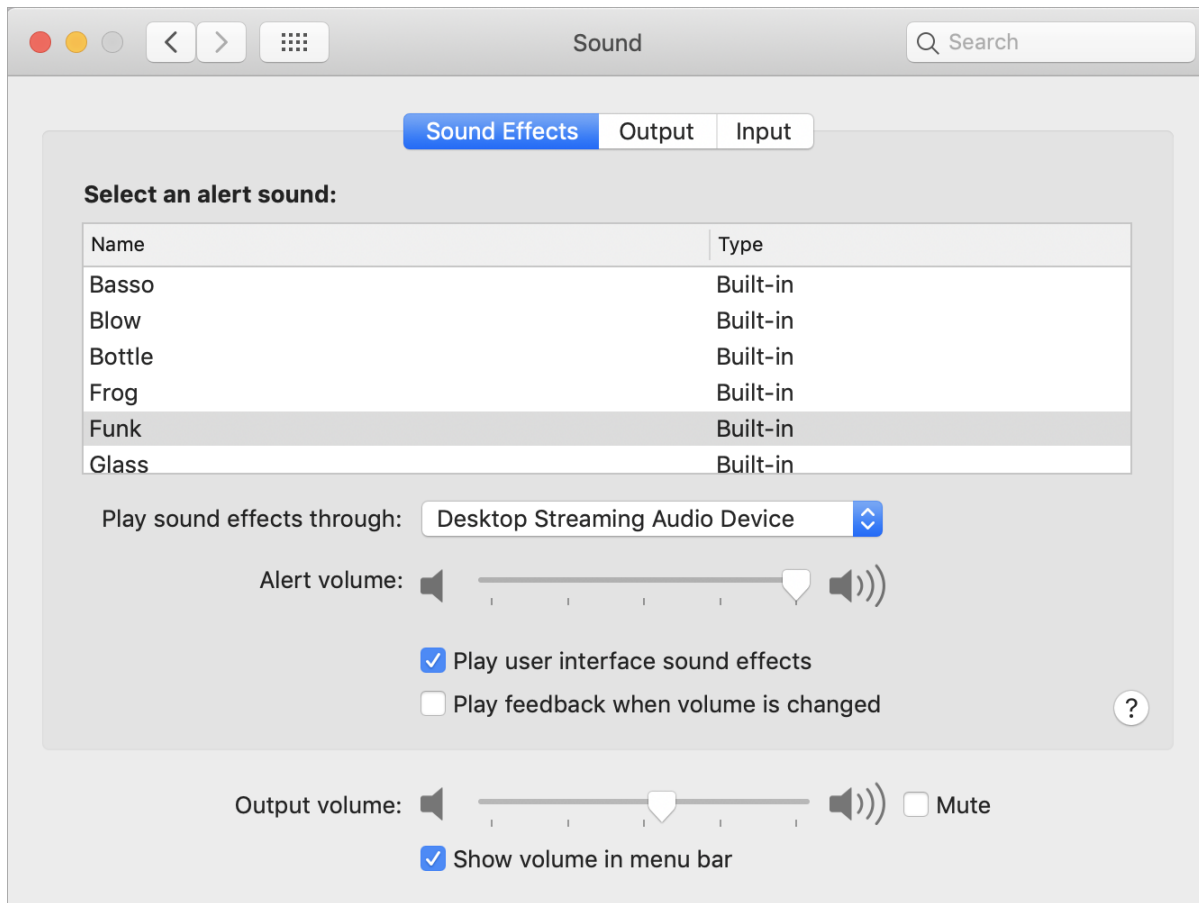 Sound
Search
Sound Effects Output Input
Select an alert sound:
Name Type
Basso Built-in
Blow Built-in
Bottle Built-in
Frog Built-in
Funk Built-in
Glass Built-in
Play sound effects through: Desktop Streaming Audio Device
Alert volume:
Play user interface sound effects
Play feedback when volume is changed
?
Output volume: Mute
Show volume in menu bar